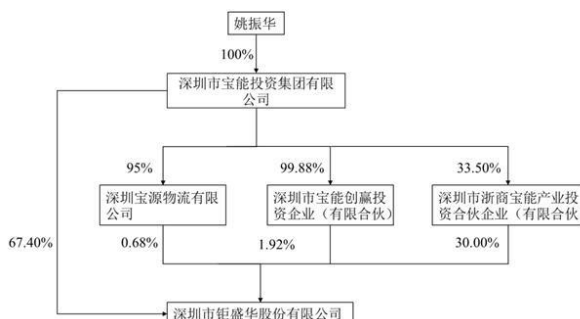 姚振华
100%
深圳市宝能投资集团有限
公司
95%
99.88%
33.50%
深圳宝源物流有限
公司
深圳市宝能创赢投
资企业（有限合伙）
深圳市浙商宝能产业投
资合伙企业（有限合伙
67.40%
0.68%
1.92%
30.00%
深圳市钜盛华股份有限公司